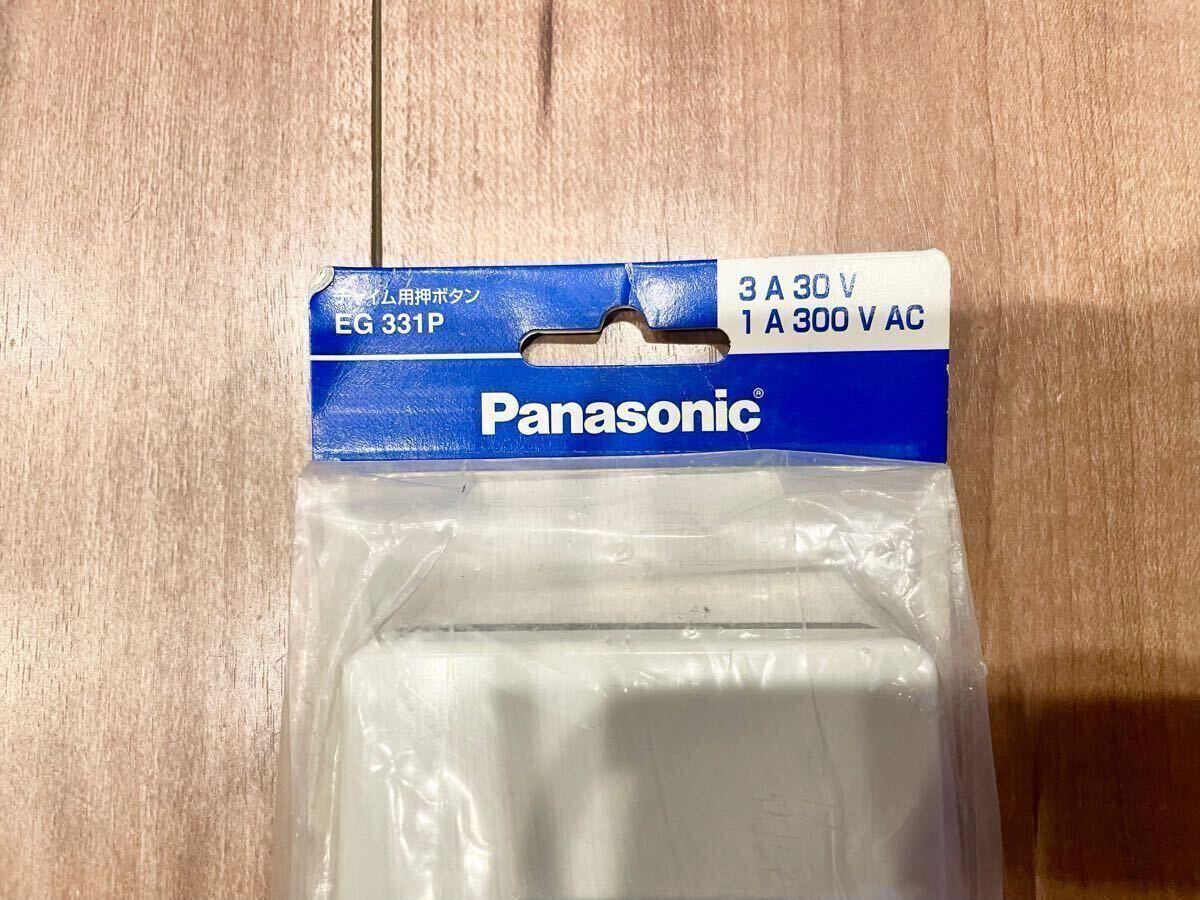 チャイム用押ボタン
EG 331P
3 A 30 V
1 A 300 V AC
Panasonic®